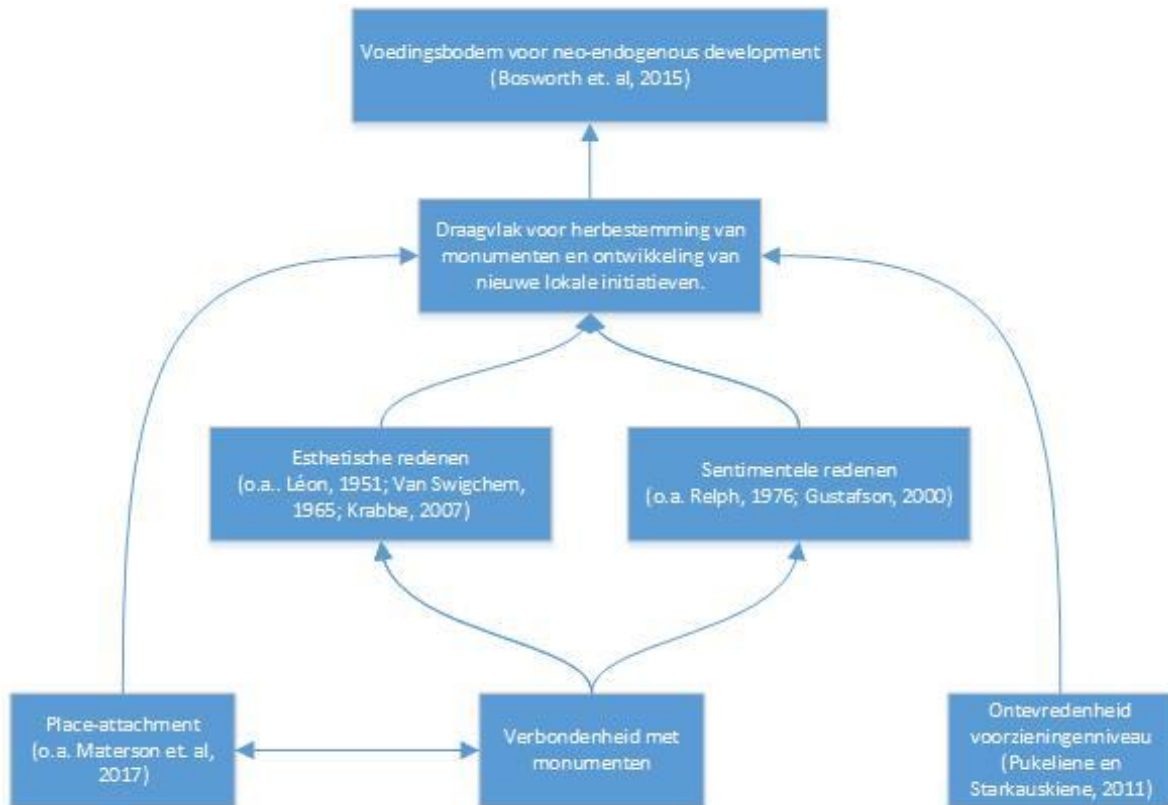 Voedingsbodem voor neo-endogenous development
(Bosworth et. al, 2015)
Draagvlak voor herbestemming van
monumenten en ontwikkeling van
nieuwe lokale initiatieven.
Esthetische redenen
(o.a.. Léon, 1951; Van Swigchem,
1965; Krabbe, 2007)
Sentimentele redenen
(o.a. Relph, 1976; Gustafson, 2000)
Place-attachment
(o.a. Materson et. al,
2017)
Verbondenheid met
monumenten
Ontevredenheid
voorzieningenniveau
(Pukeliene en
Starkauskiene, 2011)